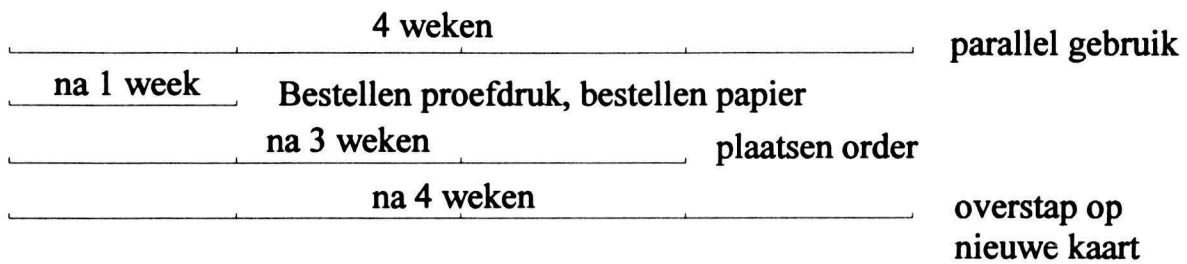 4 weken
parallel gebruik
na 1 week Bestellen proefdruk, bestellen papier
na 3 weken plaatsen order
na 4 weken
overstap op
nieuwe kaart